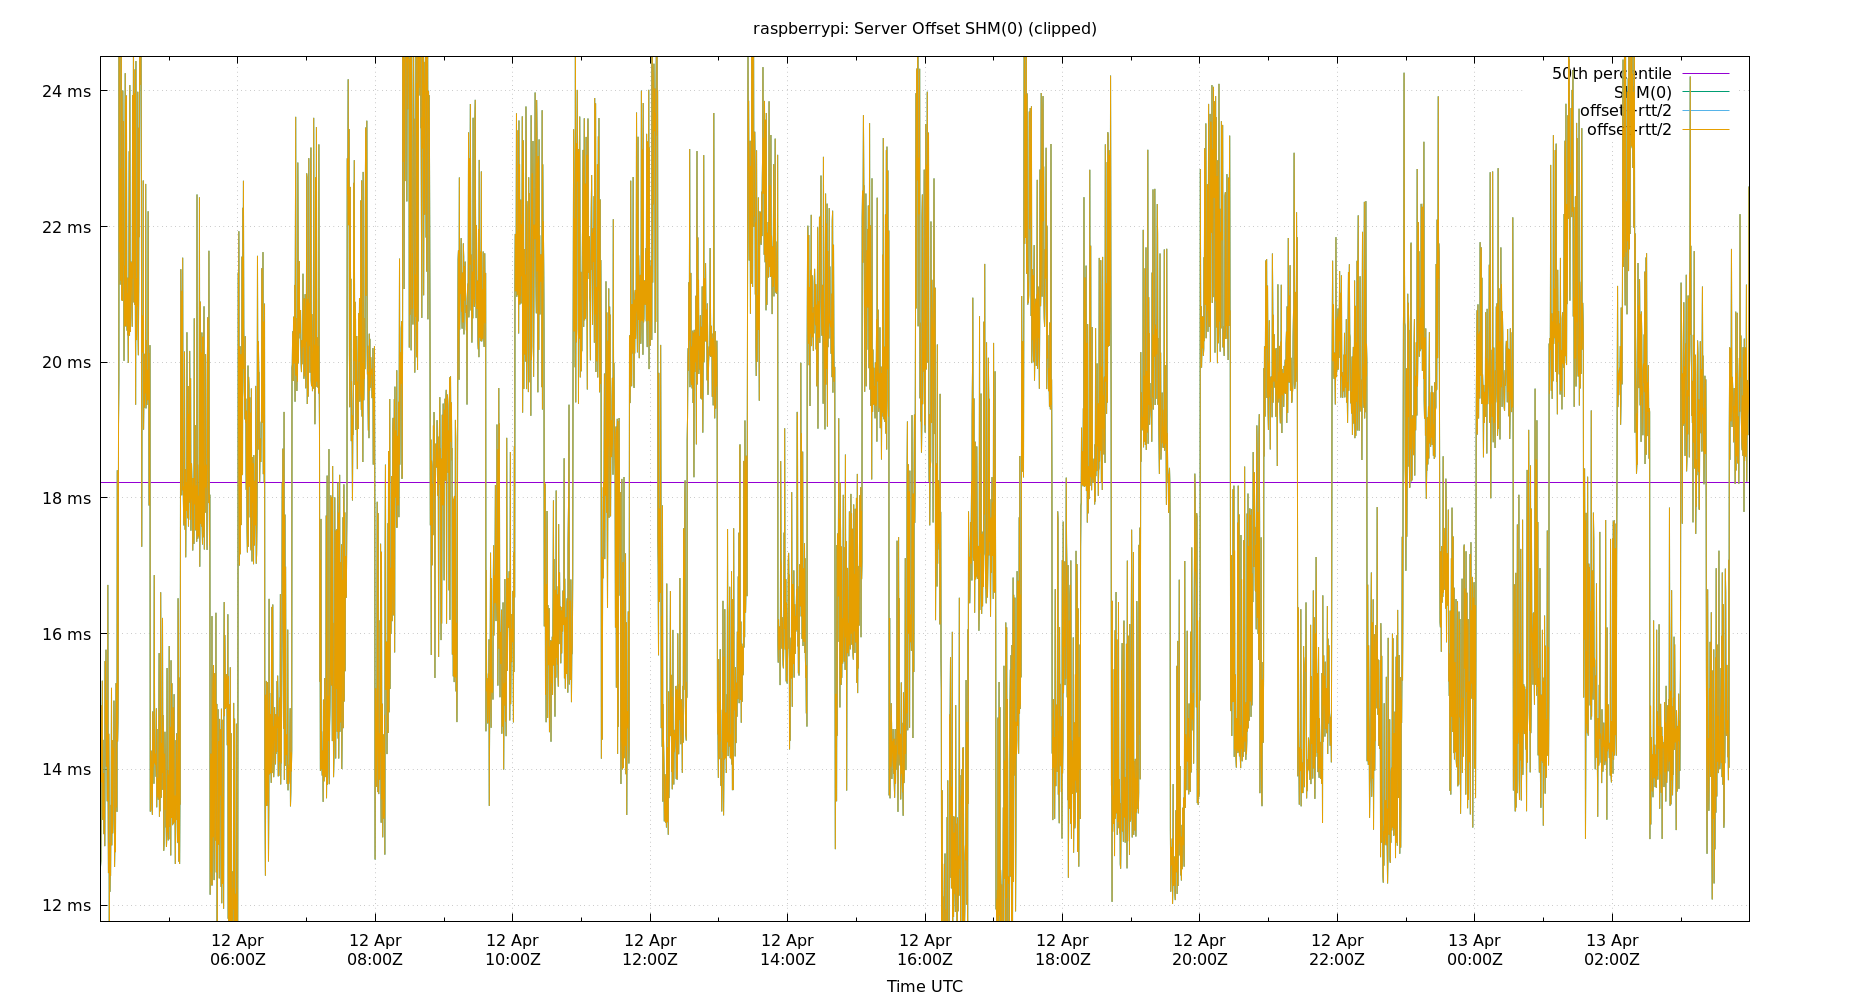 raspberrypi: Server Offset SHM(0) (clipped)
50th percentile
SHM(0)
offset+rtt/2
offset-rtt/2
24 ms
22 ms
20 ms
18 ms
16 ms
14 ms
12 ms
12 Apr 12 Apr 12 Apr 12 Apr 12 Apr 12 Apr 12 Apr 12 Apr 12 Apr 13 Apr 13 Apr
06:00Z 08:00Z 10:00Z 12:00Z 14:00Z 16:00Z 18:00Z 20:00Z 22:00Z 00:00Z 02:00Z
Time UTC